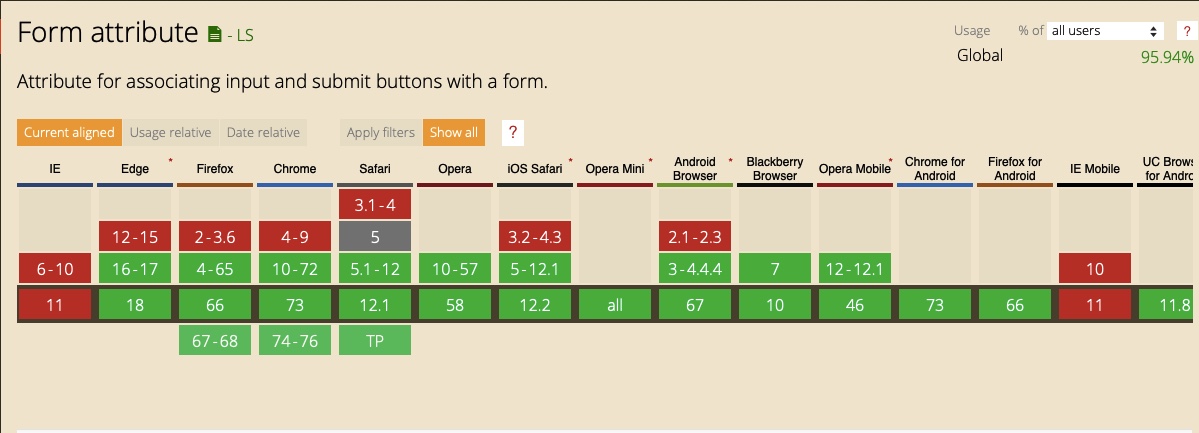 Form attribute - LS
Usage % of all users ?
Global 95.94%
Attribute for associating input and submit buttons with a form.
Current aligned Usage relative Date relative Apply filters Show all ?
IE Edge * Firefox Chrome Safari Opera iOS Safari * Opera Mini * Android Browser * Blackberry Browser Opera Mobile * Chrome for Android Firefox for Android IE Mobile UC Brows for Andro
3.1-4
12-15 2-3.6 4-9 5 3.2-4.3 2.1-2.3
6-10 16-17 4-65 10-72 5.1-12 10-57 5-12.1 3-4.4.4 7 12-12.1 10
11 18 66 73 12.1 58 12.2 all 67 10 46 73 66 11 11.8
67-68 74-76 TP